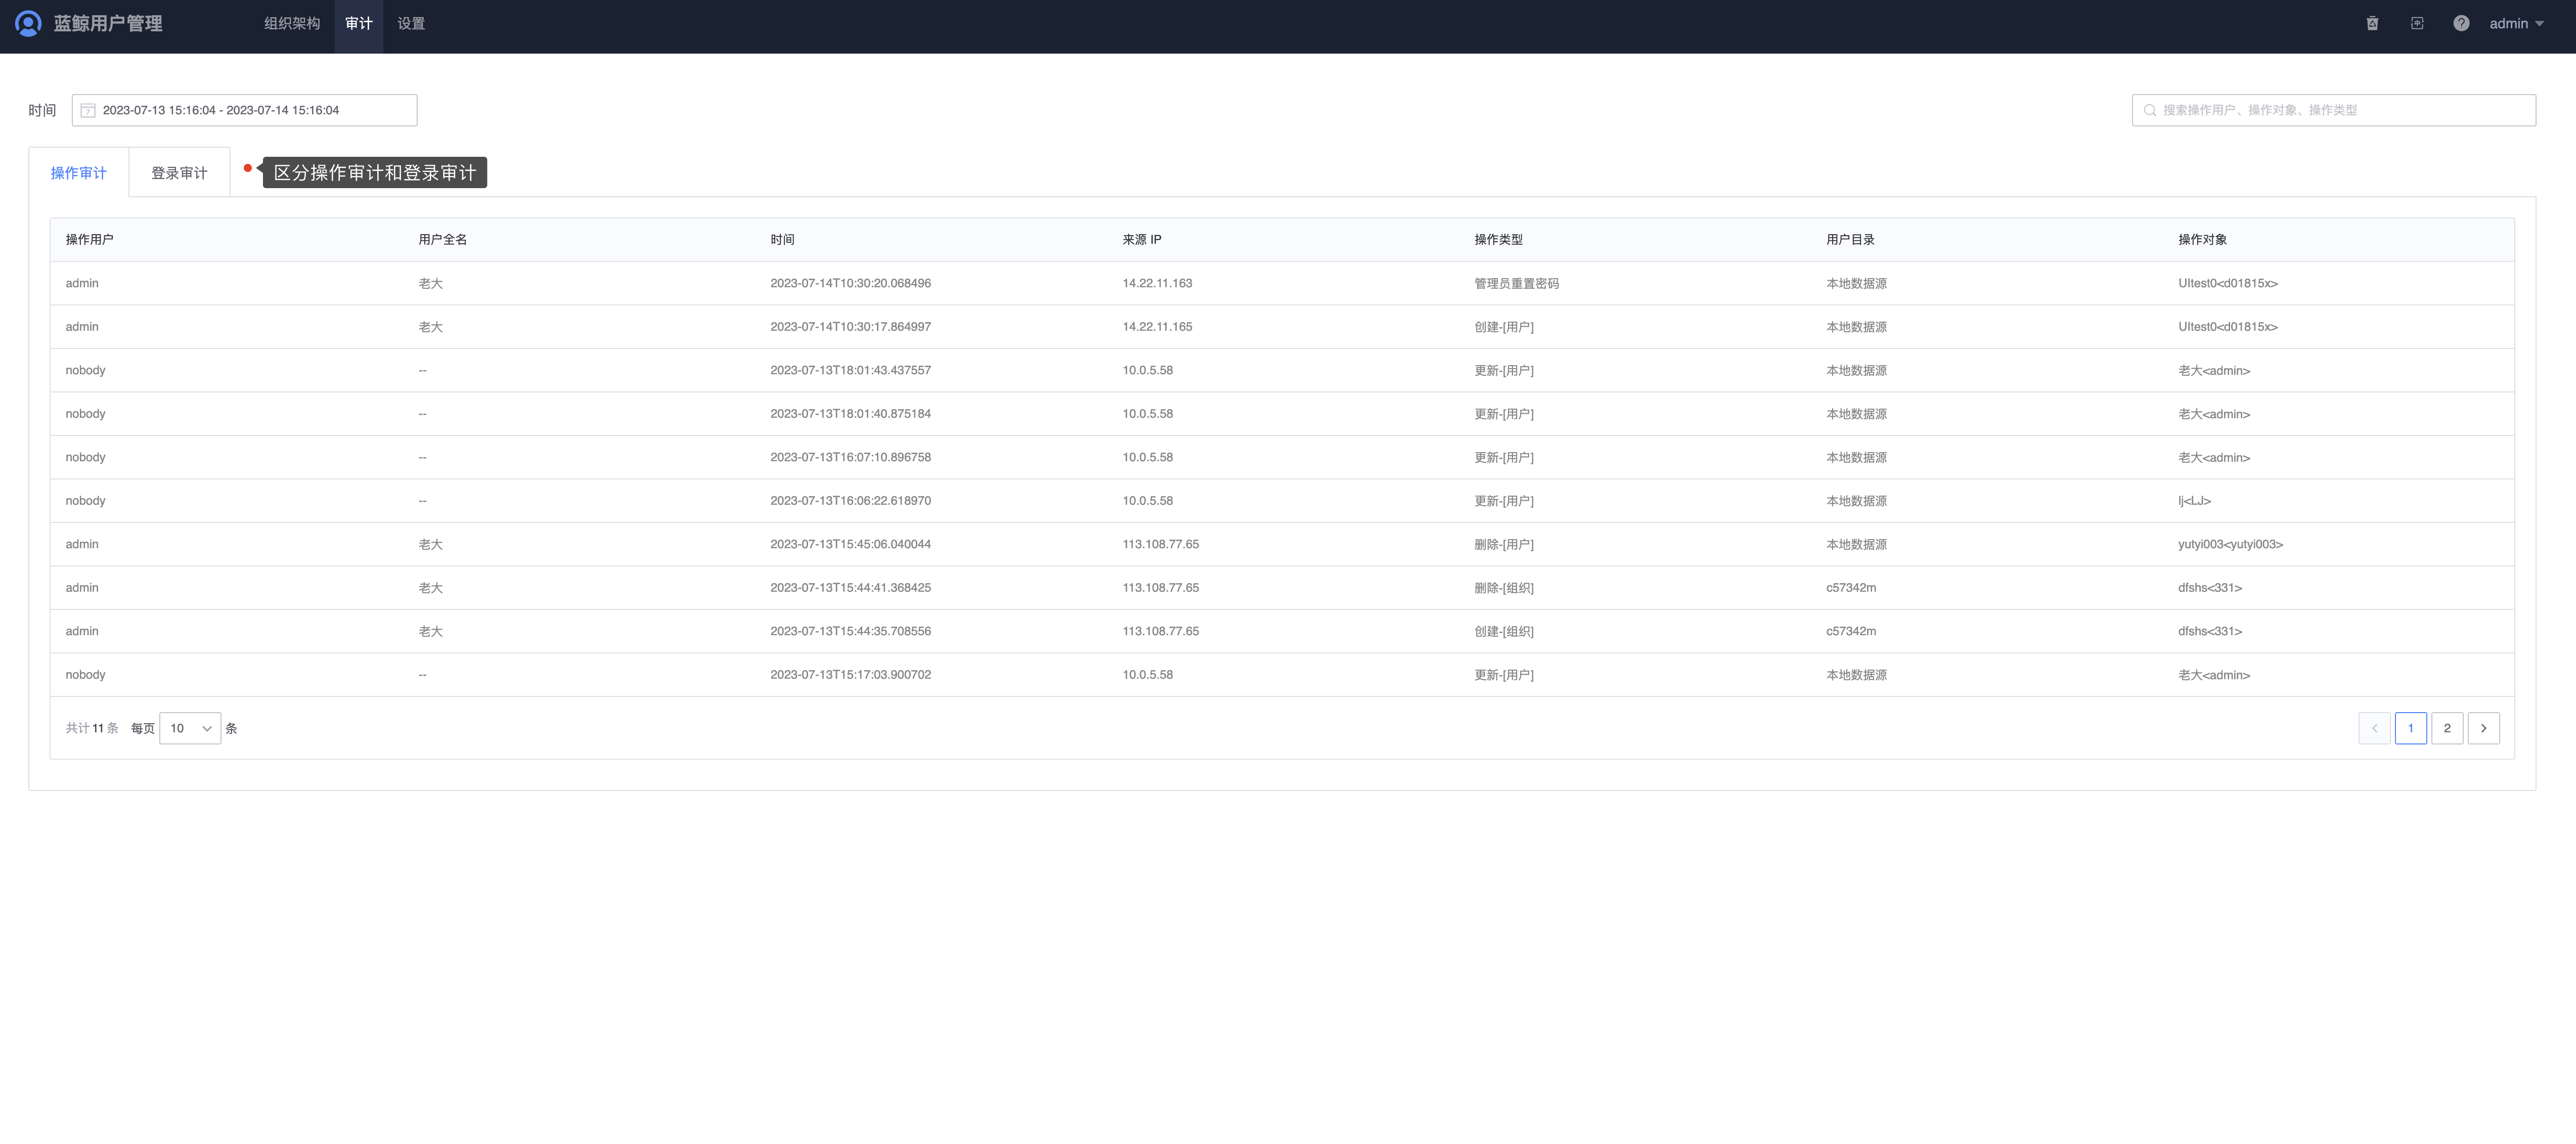 蓝鲸用户管理 组织架构 审计 设置 admin
时间 2023-07-13 15:16:04 - 2023-07-14 15:16:04 搜索操作用户、操作对象、操作类型
操作审计 登录审计 区分操作审计和登录审计
操作用户 用户全名 时间 来源 IP 操作类型 用户目录 操作对象
admin 老大 2023-07-14T10:30:20.068496 14.22.11.163 管理员重置密码 本地数据源 UItest0<d01815x>
admin 老大 2023-07-14T10:30:17.864997 14.22.11.165 创建-[用户] 本地数据源 UItest0<d01815x>
nobody -- 2023-07-13T18:01:43.437557 10.0.5.58 更新-[用户] 本地数据源 老大<admin>
nobody -- 2023-07-13T18:01:40.875184 10.0.5.58 更新-[用户] 本地数据源 老大<admin>
nobody -- 2023-07-13T16:07:10.896758 10.0.5.58 更新-[用户] 本地数据源 老大<admin>
nobody -- 2023-07-13T16:06:22.618970 10.0.5.58 更新-[用户] 本地数据源 lj<LJ>
admin 老大 2023-07-13T15:45:06.040044 113.108.77.65 删除-[用户] 本地数据源 yutyi003<yutyi003>
admin 老大 2023-07-13T15:44:41.368425 113.108.77.65 删除-[组织] c57342m dfshs<331>
admin 老大 2023-07-13T15:44:35.708556 113.108.77.65 创建-[组织] c57342m dfshs<331>
nobody -- 2023-07-13T15:17:03.900702 10.0.5.58 更新-[用户] 本地数据源 老大<admin>
共计 11 条 每页 10 条 1 2